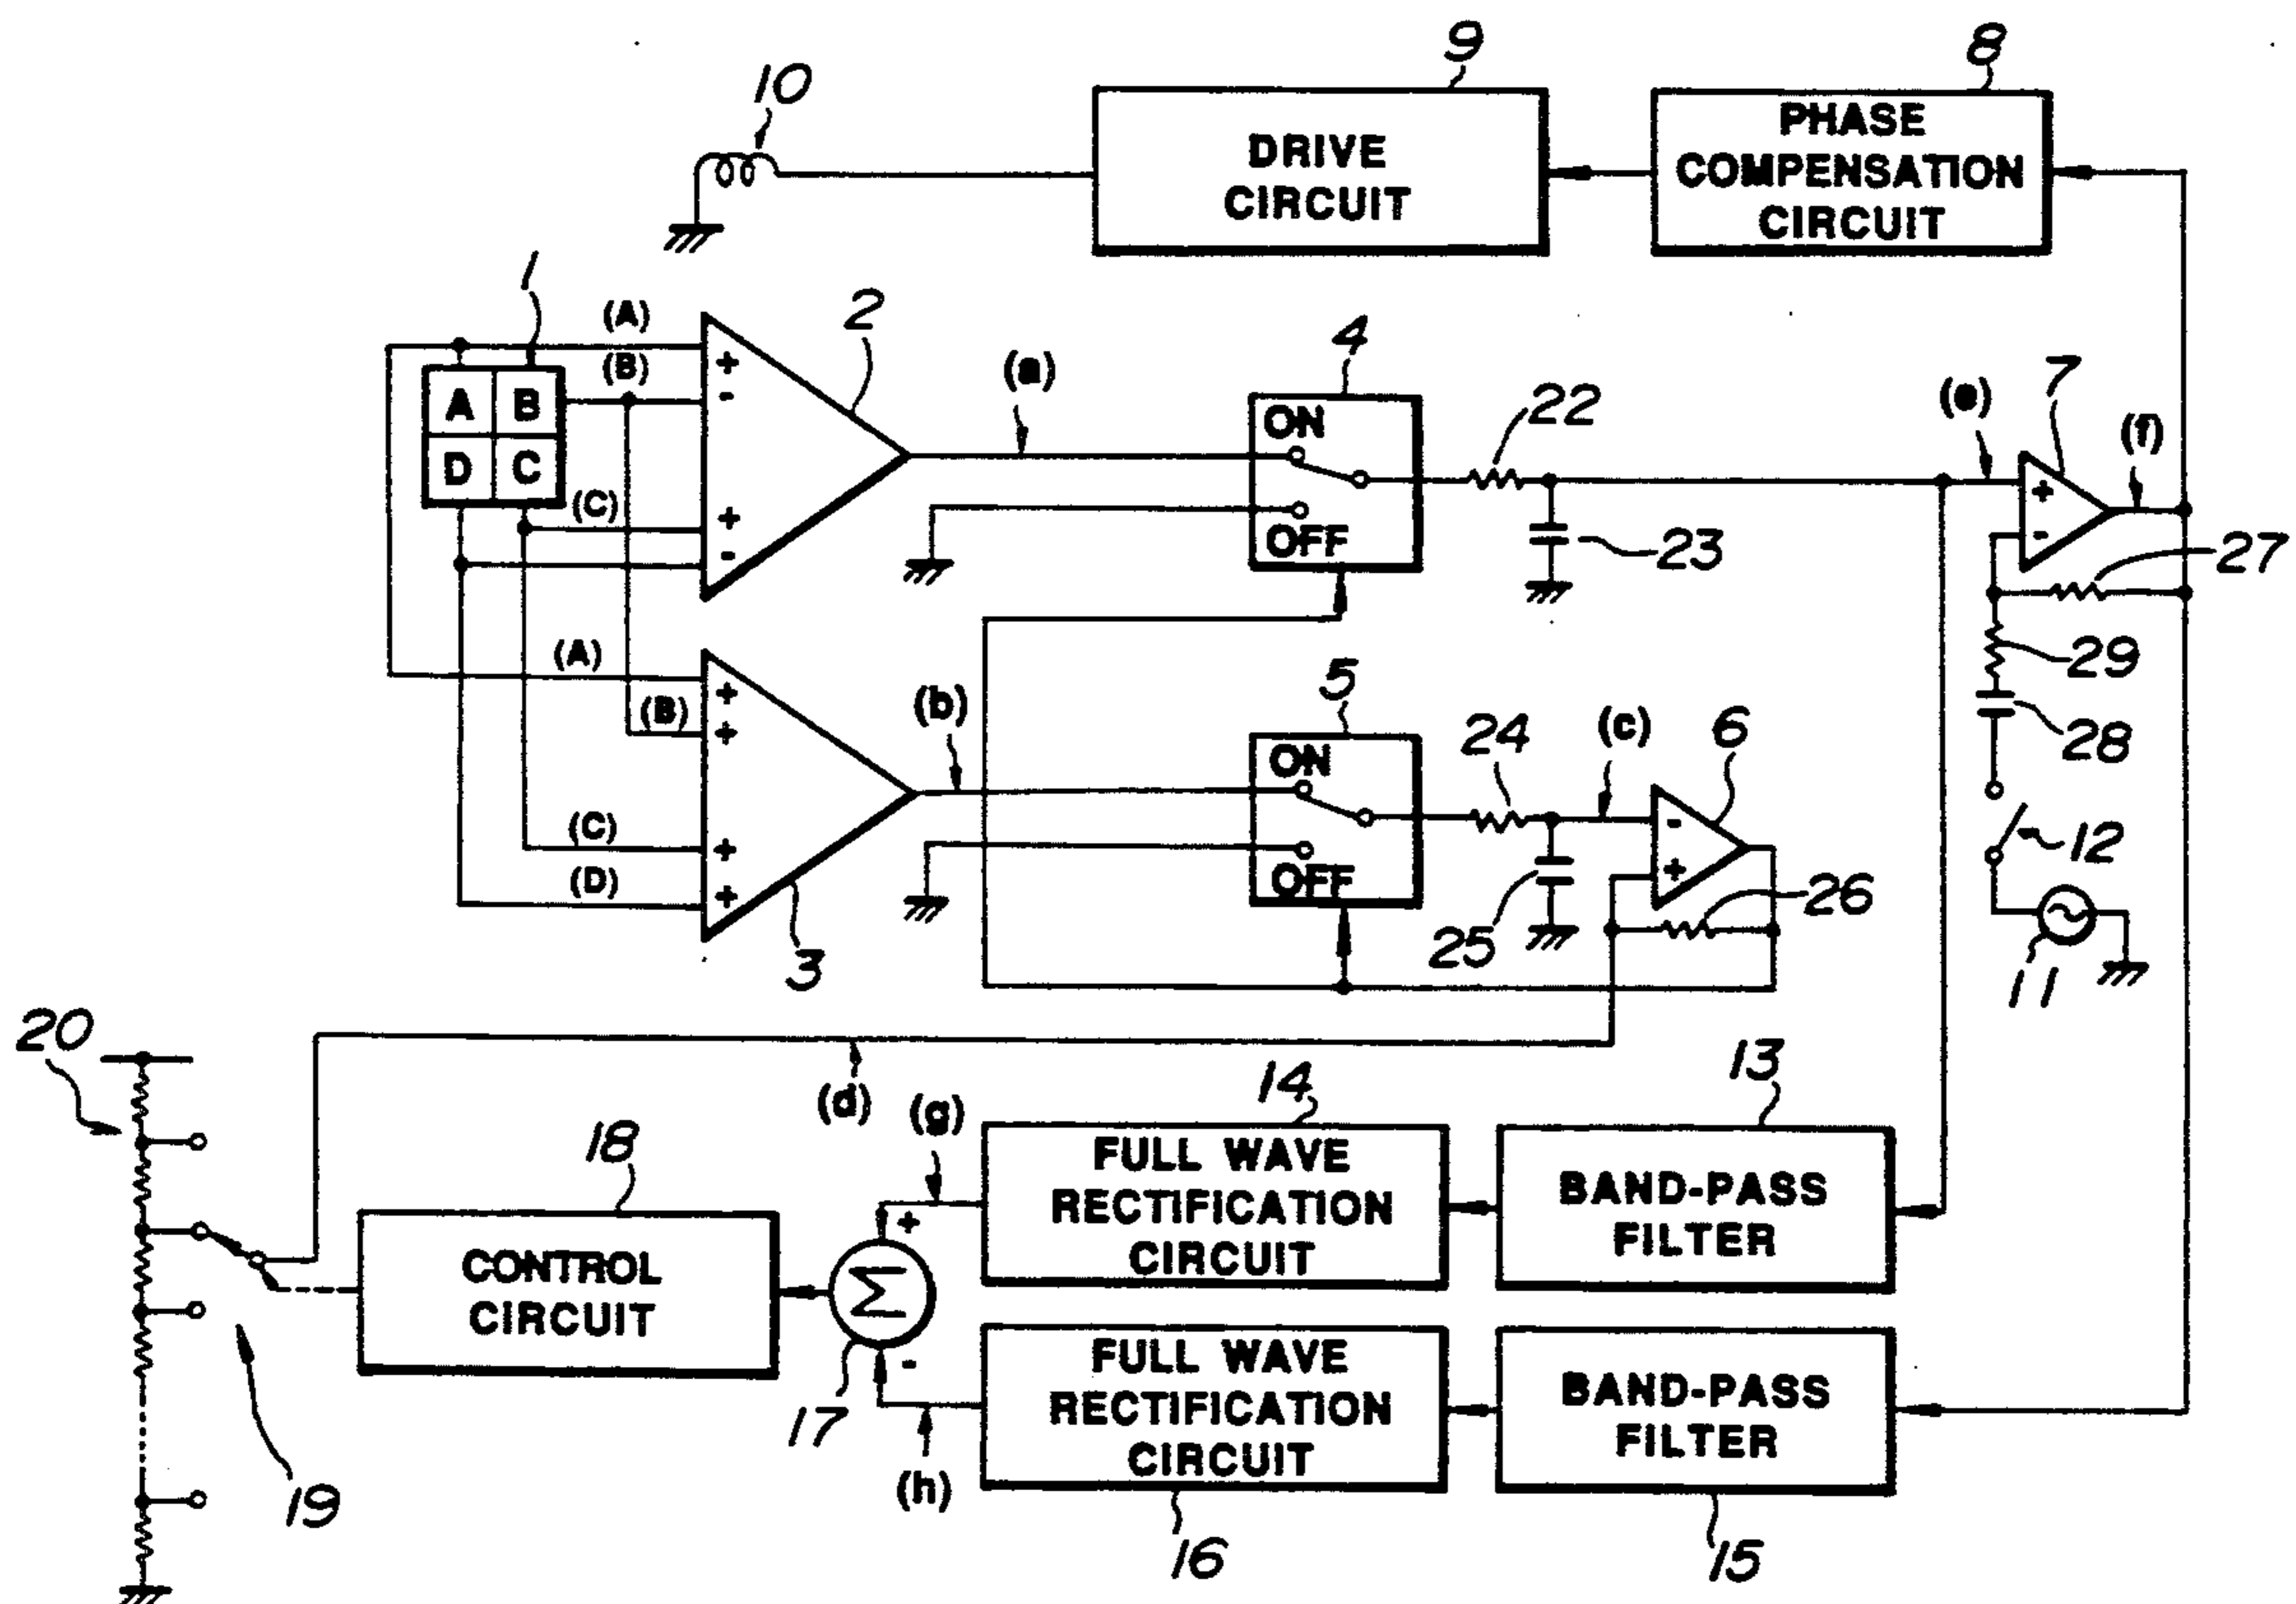 9
8
10
DRIVE
CIRCUIT
PHASE
COMPENSATION
CIRCUIT
1
(A)
(B)
2
+
-
A B
D C
(C)
+
-
(a)
4
ON
OFF
22
23
(e)
7
(f)
+
-
27
29
28
12
11
(A)
(B)
+
+
(C)
(D)
+
+
3
(b)
5
ON
OFF
24
(c)
6
-
+
25
26
20
(d)
(g)
14
13
18
CONTROL
CIRCUIT
+
Σ
-
17
FULL WAVE
RECTIFICATION
CIRCUIT
BAND-PASS
FILTER
19
(h)
FULL WAVE
RECTIFICATION
CIRCUIT
BAND-PASS
FILTER
16
15